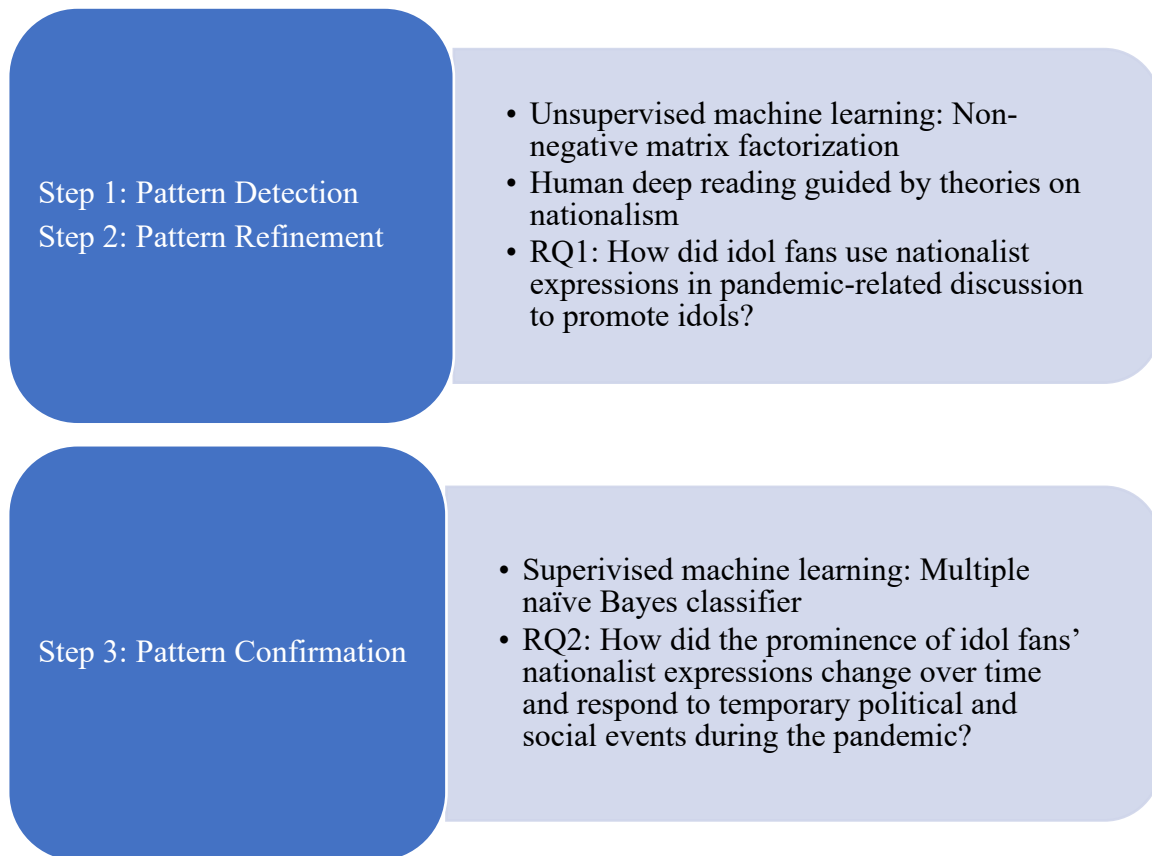 Step 1: Pattern Detection
Step 2: Pattern Refinement
• Unsupervised machine learning: Non-
negative matrix factorization
• Human deep reading guided by theories on
nationalism
• RQ1: How did idol fans use nationalist
expressions in pandemic-related discussion
to promote idols?
Step 3: Pattern Confirmation
• Superivised machine learning: Multiple
naïve Bayes classifier
• RQ2: How did the prominence of idol fans’
nationalist expressions change over time
and respond to temporary political and
social events during the pandemic?